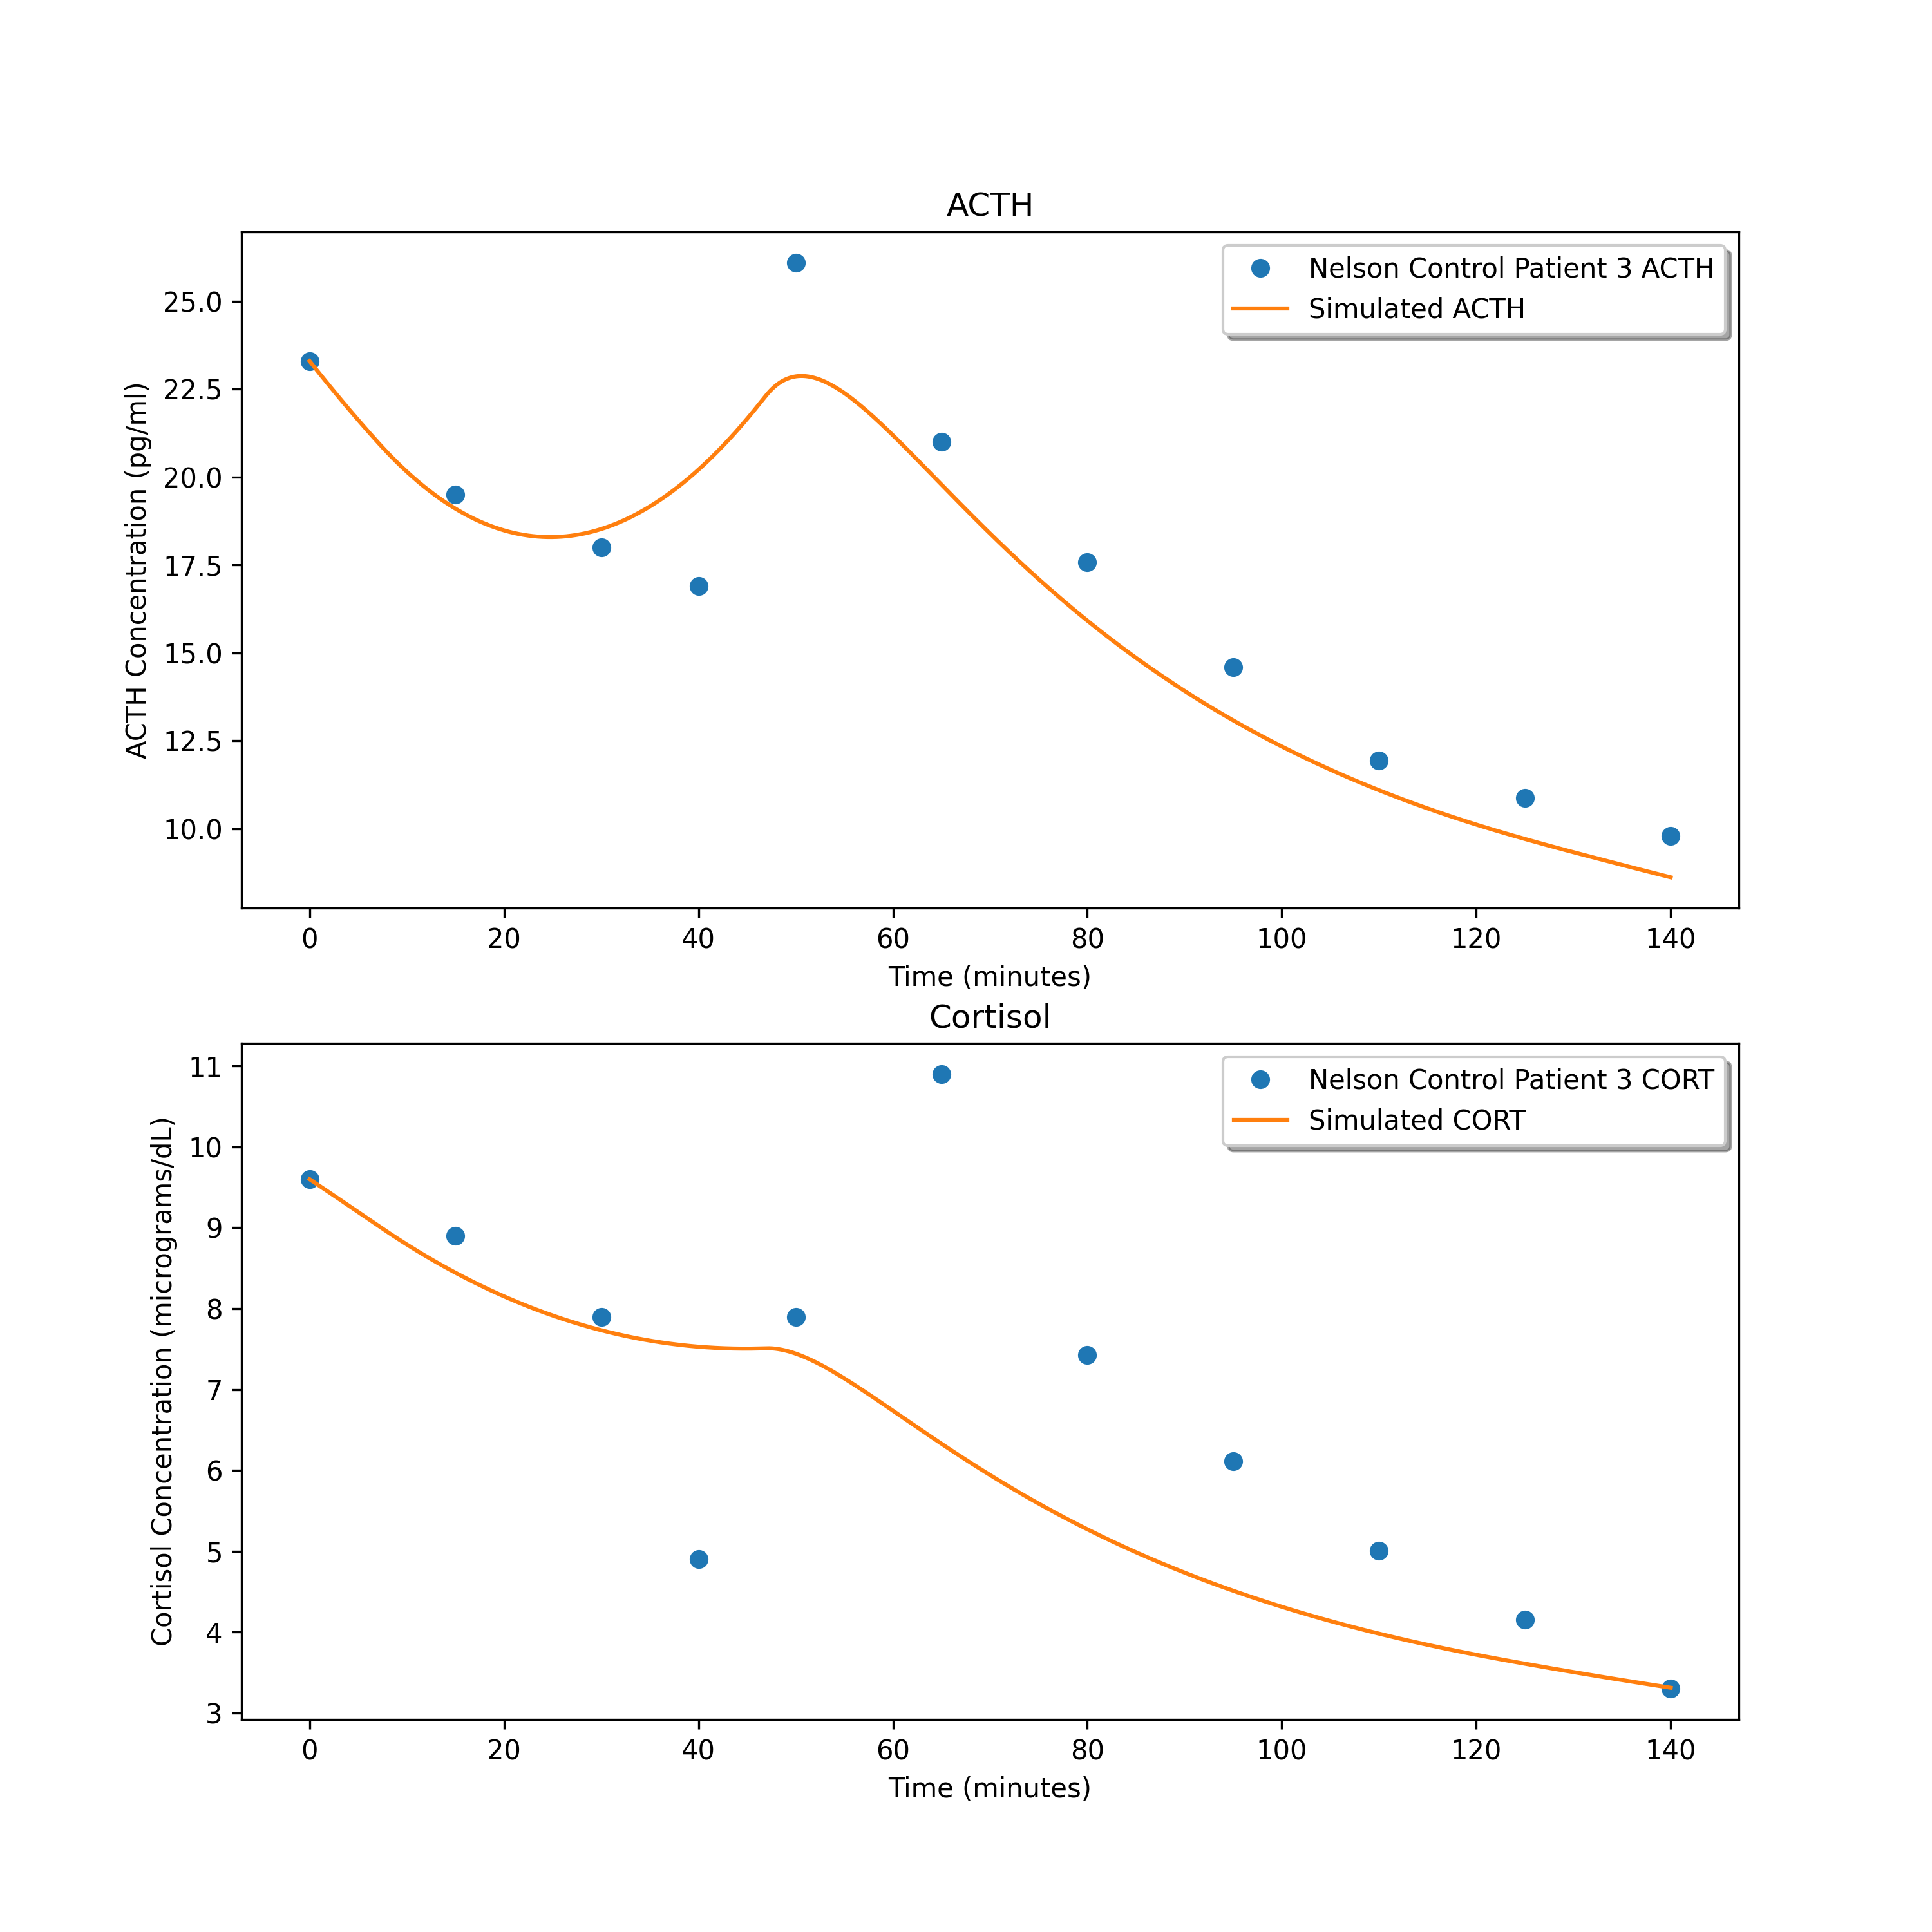 ACTH
Nelson Control Patient 3 ACTH
Simulated ACTH
ACTH Concentration (pg/ml)
25.0
22.5
20.0
17.5
15.0
12.5
10.0
0 20 40 60 80 100 120 140
Time (minutes)
Cortisol
Nelson Control Patient 3 CORT
Simulated CORT
Cortisol Concentration (micrograms/dL)
11
10
9
8
7
6
5
4
3
0 20 40 60 80 100 120 140
Time (minutes)